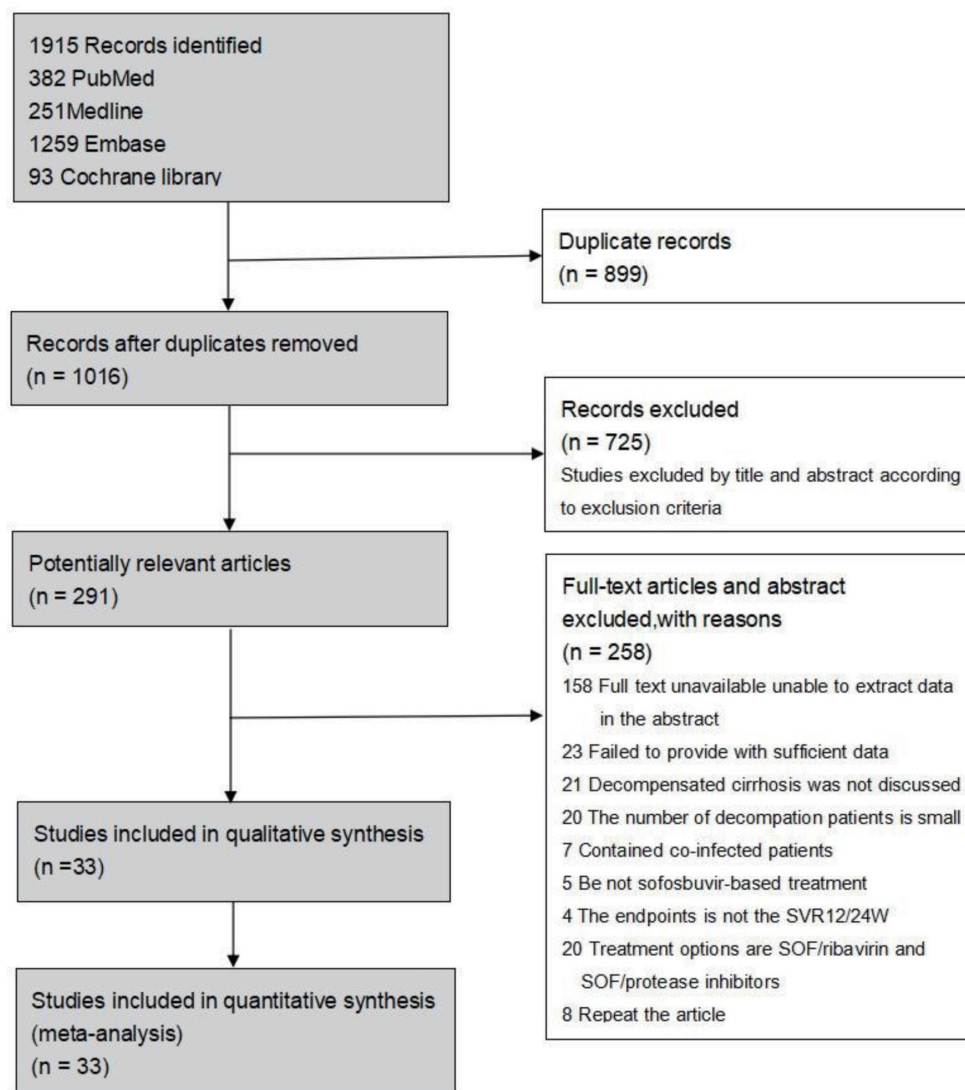 1915 Records identified
382 PubMed
251Medline
1259 Embase
93 Cochrane library
Duplicate records
(n = 899)
Records after duplicates removed
(n = 1016)
Records excluded
(n = 725)
Studies excluded by title and abstract according
to exclusion criteria
Potentially relevant articles
(n = 291)
Full-text articles and abstract
excluded,with reasons
(n = 258)
158 Full text unavailable unable to extract data
in the abstract
23 Failed to provide with sufficient data
21 Decompensated cirrhosis was not discussed
20 The number of decompation patients is small
7 Contained co-infected patients
5 Be not sofosbuvir-based treatment
4 The endpoints is not the SVR12/24W
20 Treatment options are SOF/ribavirin and
SOF/protease inhibitors
8 Repeat the article
Studies included in qualitative synthesis
(n =33)
Studies included in quantitative synthesis
(meta-analysis)
(n = 33)